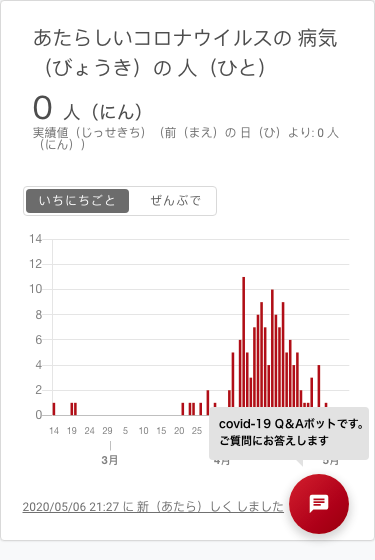 あたらしいコロナウイルスの 病気
（びょうき）の 人（ひと）
0 人（にん）
実績値（じっせきち）（前（まえ）の 日（ひ）より: 0 人
（にん））
いちにちごと ぜんぶで
14
12
10
8
6
4
2
0
14 19 24 29 5 10 15 20 25
3月 4月 5月
covid-19 Q&Aボットです。
ご質問にお答えします
2020/05/06 21:27 に 新（あたら）しく しました